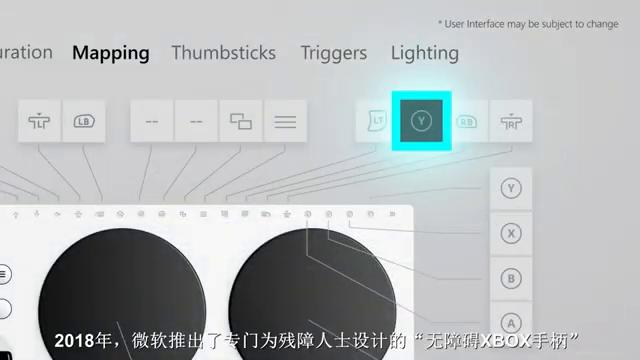 * User Interface may be subject to change
uration Mapping Thumbsticks Triggers Lighting
LT LB -- -- LT Y RB RT
Y
X
B
A
2018年，微软推出了专门为残障人士设计的“无障碍XBOX手柄”